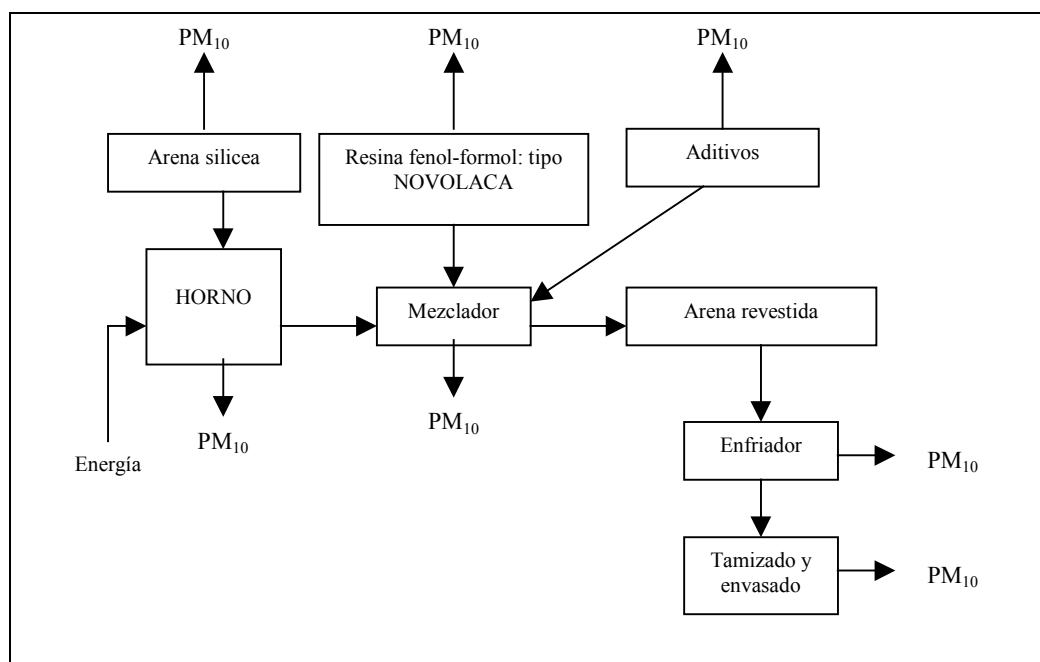 PM₁₀
PM₁₀
PM₁₀
Arena silicea
Resina fenol-formol: tipo
NOVOLACA
Aditivos
HORNO
Mezclador
Arena revestida
PM₁₀
PM₁₀
Energía
Enfriador
PM₁₀
Tamizado y
envasado
PM₁₀